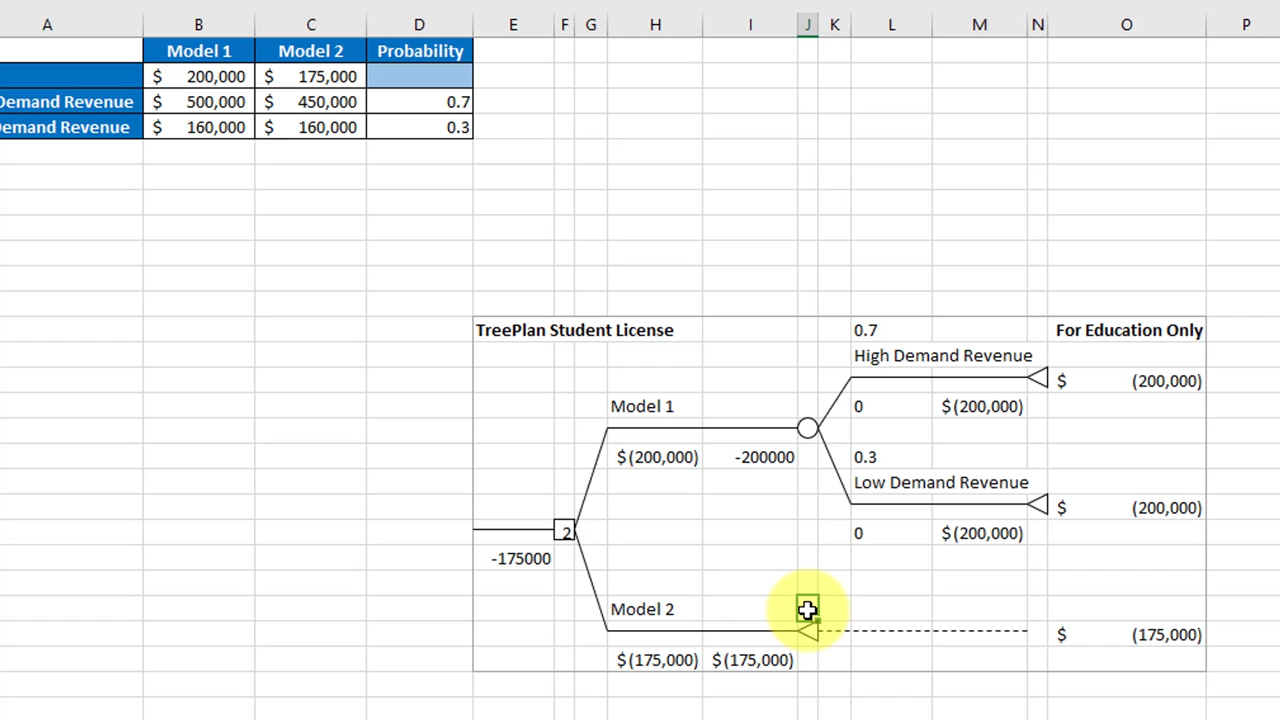 A B C D E F G H I J K L M N O P
Model 1 Model 2 Probability
$ 200,000 $ 175,000
Demand Revenue $ 500,000 $ 450,000 0.7
Demand Revenue $ 160,000 $ 160,000 0.3
TreePlan Student License 0.7 For Education Only
High Demand Revenue
$ (200,000)
Model 1 0 $(200,000)
$(200,000) -200000 0.3
Low Demand Revenue
$ (200,000)
2 0 $(200,000)
-175000
Model 2
$ (175,000)
$(175,000) $(175,000)